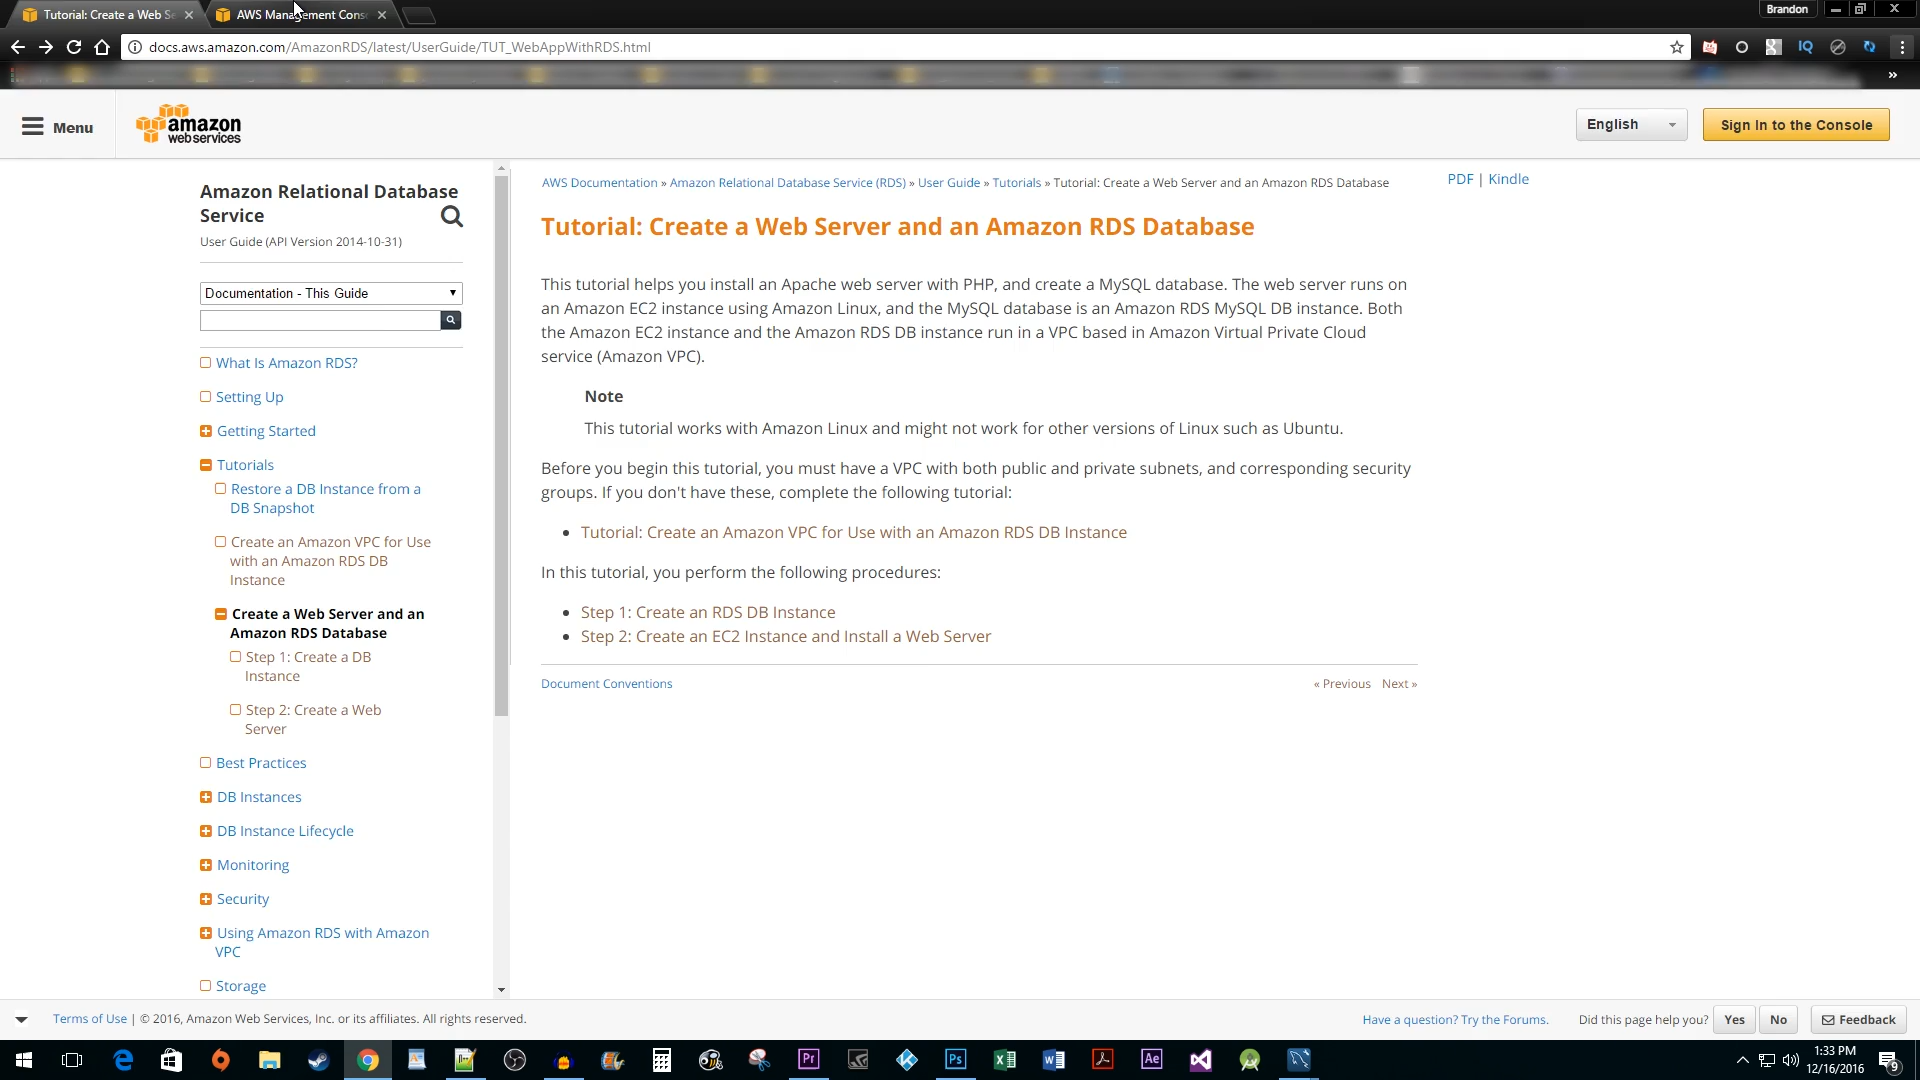 Tutorial: Create a Web Se
AWS Management Cons
Brandon
docs.aws.amazon.com/AmazonRDS/latest/UserGuide/TUT_WebAppWithRDS.html
IQ
»
Menu
amazon
web services
English
Sign In to the Console
Amazon Relational Database
Service
User Guide (API Version 2014-10-31)
Documentation - This Guide
What Is Amazon RDS?
Setting Up
Getting Started
Tutorials
Restore a DB Instance from a
DB Snapshot
Create an Amazon VPC for Use
with an Amazon RDS DB
Instance
Create a Web Server and an
Amazon RDS Database
Step 1: Create a DB
Instance
Step 2: Create a Web
Server
Best Practices
DB Instances
DB Instance Lifecycle
Monitoring
Security
Using Amazon RDS with Amazon
VPC
Storage
AWS Documentation » Amazon Relational Database Service (RDS) » User Guide » Tutorials » Tutorial: Create a Web Server and an Amazon RDS Database
PDF | Kindle
Tutorial: Create a Web Server and an Amazon RDS Database
This tutorial helps you install an Apache web server with PHP, and create a MySQL database. The web server runs on
an Amazon EC2 instance using Amazon Linux, and the MySQL database is an Amazon RDS MySQL DB instance. Both
the Amazon EC2 instance and the Amazon RDS DB instance run in a VPC based in Amazon Virtual Private Cloud
service (Amazon VPC).
Note
This tutorial works with Amazon Linux and might not work for other versions of Linux such as Ubuntu.
Before you begin this tutorial, you must have a VPC with both public and private subnets, and corresponding security
groups. If you don't have these, complete the following tutorial:
• Tutorial: Create an Amazon VPC for Use with an Amazon RDS DB Instance
In this tutorial, you perform the following procedures:
• Step 1: Create an RDS DB Instance
• Step 2: Create an EC2 Instance and Install a Web Server
Document Conventions
« Previous Next »
Terms of Use | © 2016, Amazon Web Services, Inc. or its affiliates. All rights reserved.
Have a question? Try the Forums.
Did this page help you?
Yes
No
Feedback
Pr
Ps
Ae
1:33 PM
12/16/2016
9